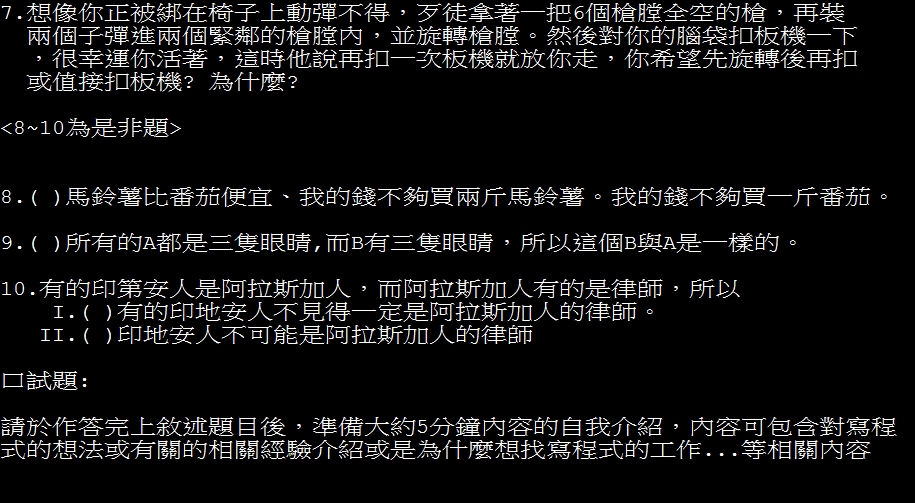 7.想像你正被綁在椅子上動彈不得，歹徒拿著一把6個槍膛全空的槍，再裝
兩個子彈進兩個緊鄰的槍膛內，並旋轉槍膛。然後對你的腦袋扣板機一下
，很幸運你活著，這時他說再扣一次板機就放你走，你希望先旋轉後再扣
或值接扣板機? 為什麼?
<8~10為是非題>
8.( )馬鈴薯比番茄便宜、我的錢不夠買兩斤馬鈴薯。我的錢不夠買一斤番茄。
9.( )所有的A都是三隻眼睛,而B有三隻眼睛，所以這個B與A是一樣的。
10.有的印第安人是阿拉斯加人，而阿拉斯加人有的是律師，所以
I.( )有的印地安人不見得一定是阿拉斯加人的律師。
II.( )印地安人不可能是阿拉斯加人的律師
口試題:
請於作答完上敘述題目後，準備大約5分鐘內容的自我介紹，內容可包含對寫程
式的想法或有關的相關經驗介紹或是為什麼想找寫程式的工作...等相關內容